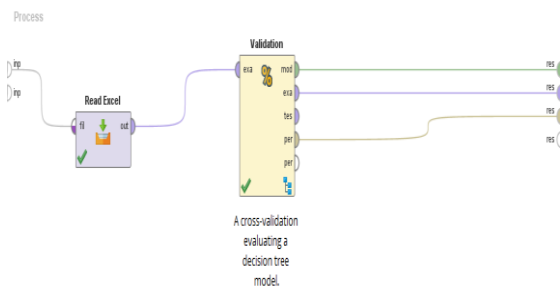 Process
Validation
inp
exa
mod
res
inp
Read Excel
exa
res
fil
out
tes
res
per
res
per
A cross-validation
evaluating a
decision tree
model.